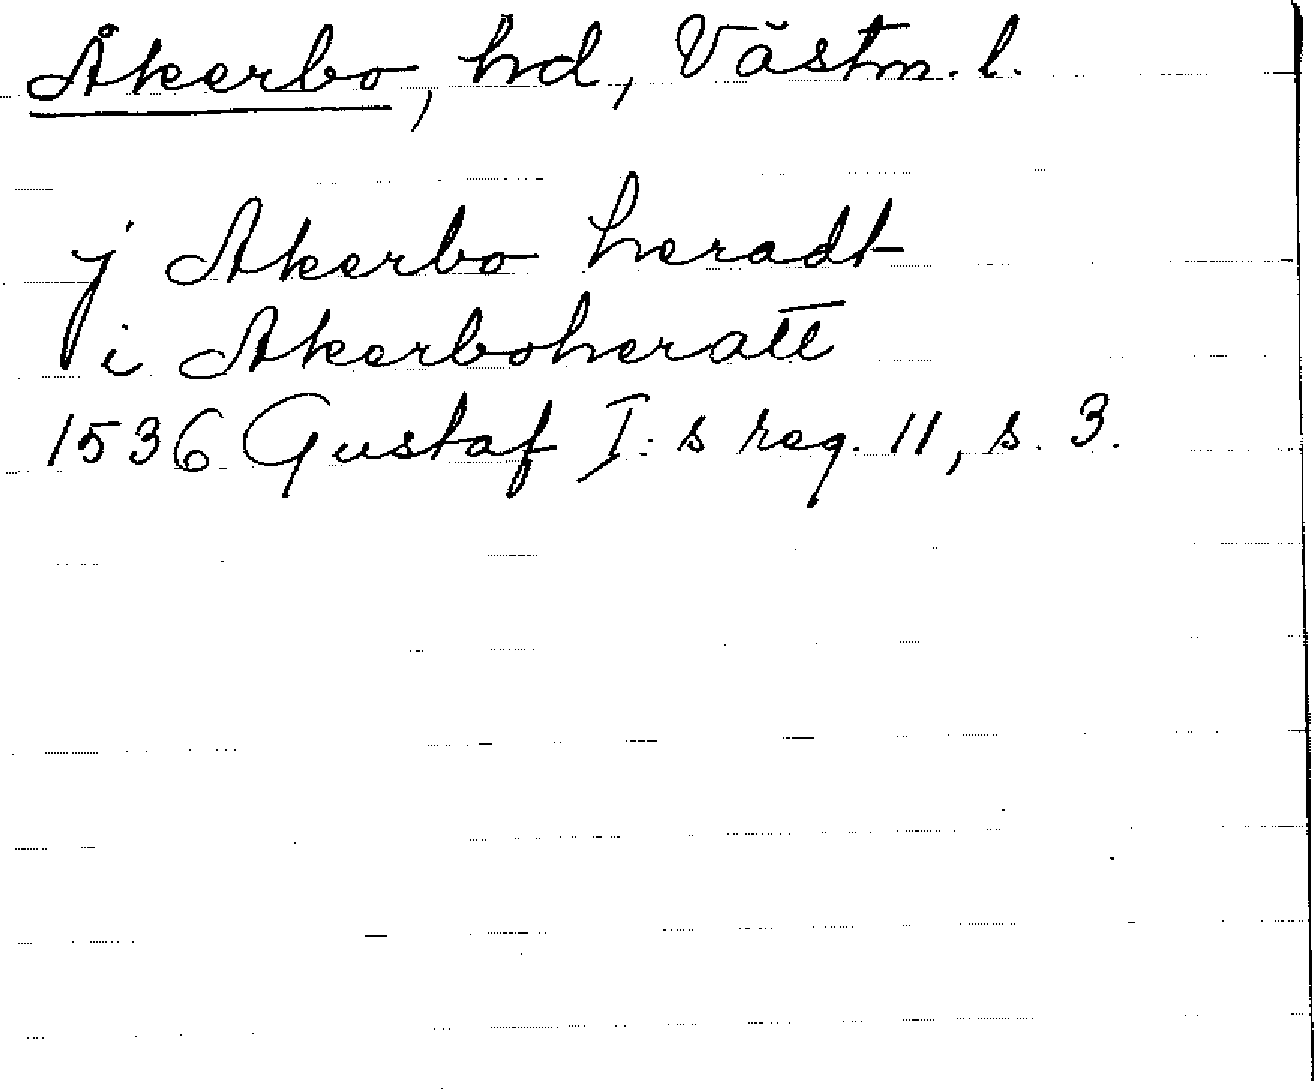 Åkerbo, hd, Västm. l.
j Akerbo heradt
i Akerboheratt
1536 Gustaf I:s reg. 11, s. 3.